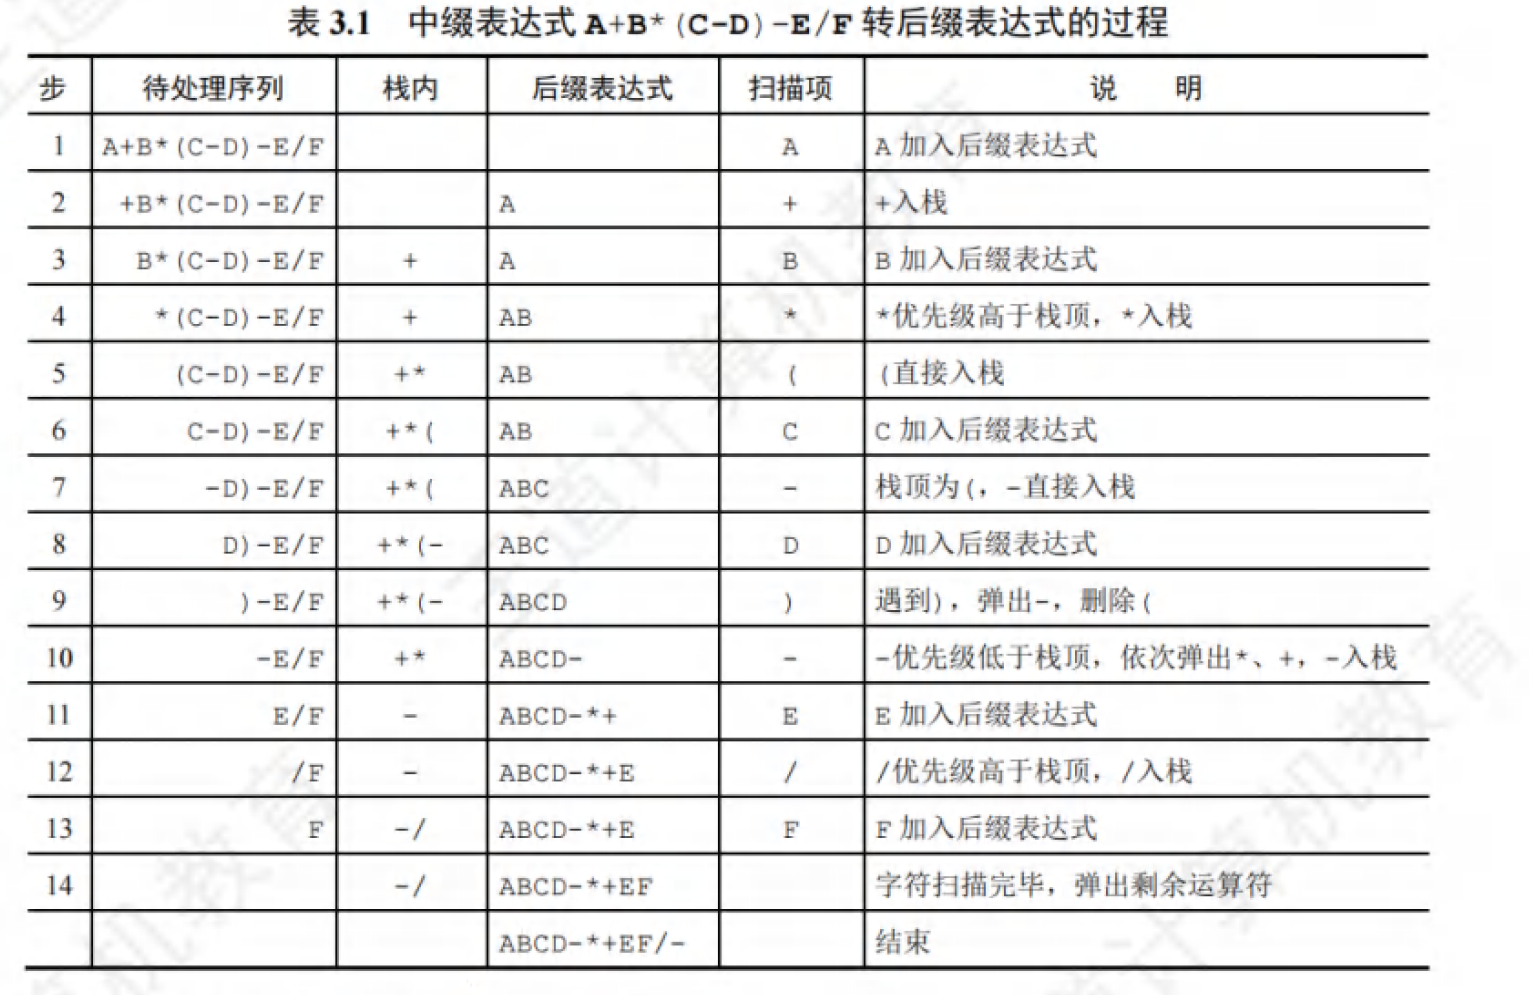 表 3.1 中缀表达式 A+B*(C-D)-E/F 转后缀表达式的过程
步 待处理序列 栈内 后缀表达式 扫描项 说 明
1 A+B*(C-D)-E/F A A 加入后缀表达式
2 +B*(C-D)-E/F A + +入栈
3 B*(C-D)-E/F + A B B 加入后缀表达式
4 *(C-D)-E/F + AB * *优先级高于栈顶，*入栈
5 (C-D)-E/F +* AB ( (直接入栈
6 C-D)-E/F +*( AB C C 加入后缀表达式
7 -D)-E/F +*( ABC - 栈顶为(，-直接入栈
8 D)-E/F +*(- ABC D D 加入后缀表达式
9 )-E/F +*(- ABCD ) 遇到)，弹出-，删除(
10 -E/F +* ABCD- - -优先级低于栈顶，依次弹出*、+，-入栈
11 E/F - ABCD-*+ E E 加入后缀表达式
12 /F - ABCD-*+E / /优先级高于栈顶，/入栈
13 F -/ ABCD-*+E F F 加入后缀表达式
14 -/ ABCD-*+EF 字符扫描完毕，弹出剩余运算符
ABCD-*+EF/- 结束
王道计算机教育